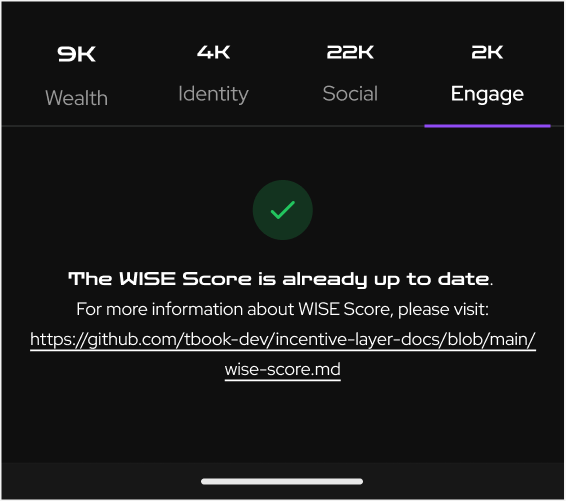 9K 4K 22K 2K
Wealth Identity Social Engage
The WISE Score is already up to date.
For more information about WISE Score, please visit:
https://github.com/tbook-dev/incentive-layer-docs/blob/main/
wise-score.md